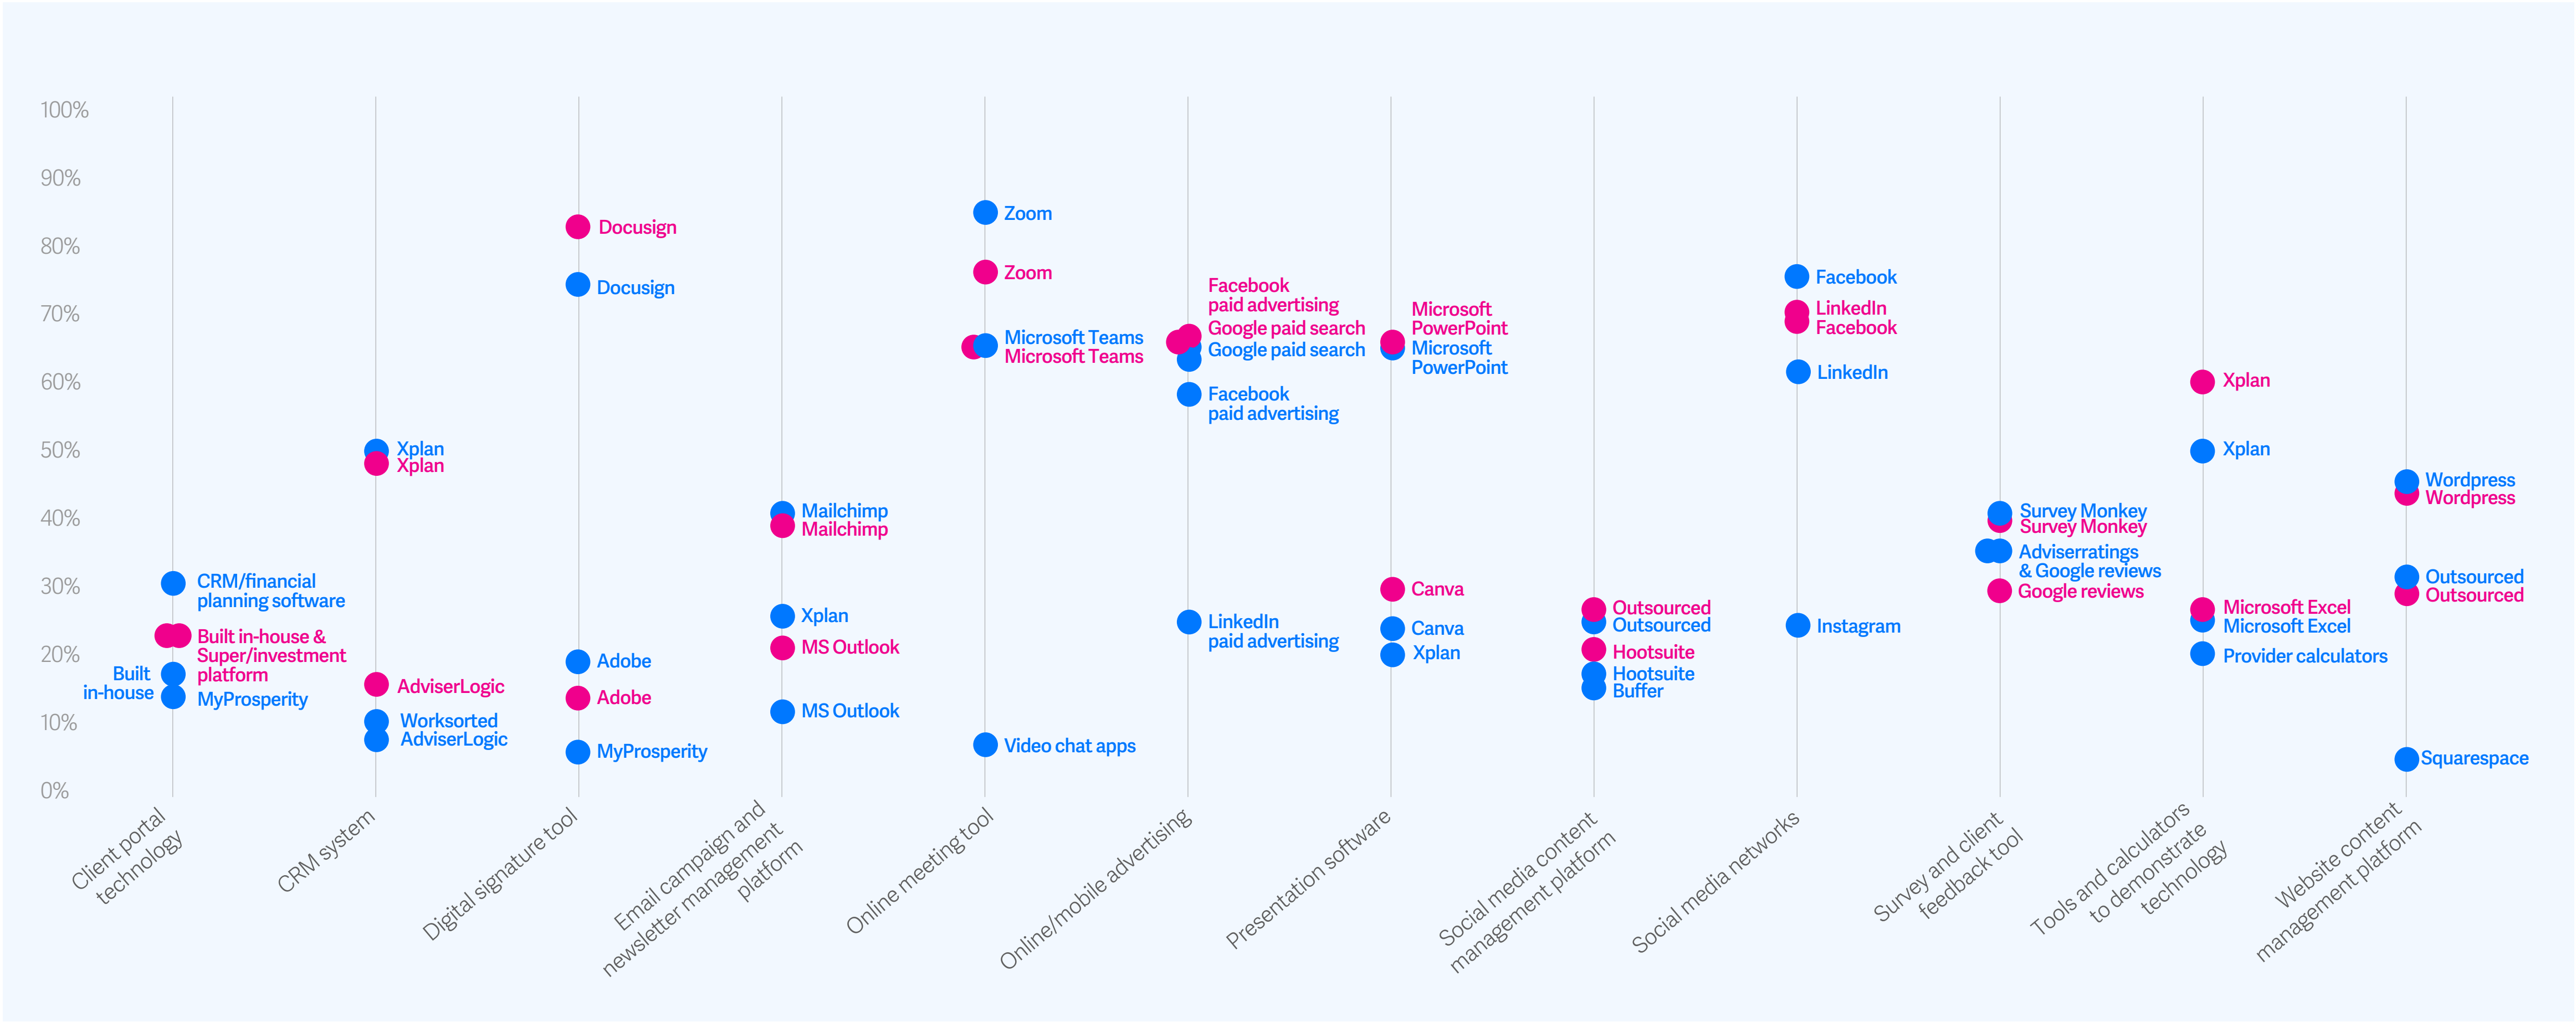 100%
90%
80%
70%
60%
50%
40%
30%
20%
10%
0%
CRM/financial
planning software
Built in-house &
Super/investment
platform
Built
in-house
MyProsperity
Xplan
Xplan
AdviserLogic
Worksorted
AdviserLogic
Docusign
Docusign
Adobe
Adobe
MyProsperity
Mailchimp
Mailchimp
Xplan
MS Outlook
MS Outlook
Zoom
Zoom
Microsoft Teams
Microsoft Teams
Video chat apps
Facebook
paid advertising
Google paid search
Google paid search
Facebook
paid advertising
LinkedIn
paid advertising
Microsoft
PowerPoint
Microsoft
PowerPoint
Canva
Canva
Xplan
Outsourced
Outsourced
Hootsuite
Hootsuite
Buffer
Facebook
LinkedIn
Facebook
LinkedIn
Instagram
Survey Monkey
Survey Monkey
Adviserratings
& Google reviews
Google reviews
Xplan
Xplan
Microsoft Excel
Microsoft Excel
Provider calculators
Wordpress
Wordpress
Outsourced
Outsourced
Squarespace
Client portal
technology
CRM system
Digital signature tool
Email campaign and
newsletter management
platform
Online meeting tool
Online/mobile advertising
Presentation software
Social media content
management platform
Social media networks
Survey and client
feedback tool
Tools and calculators
to demonstrate
technology
Website content
management platform